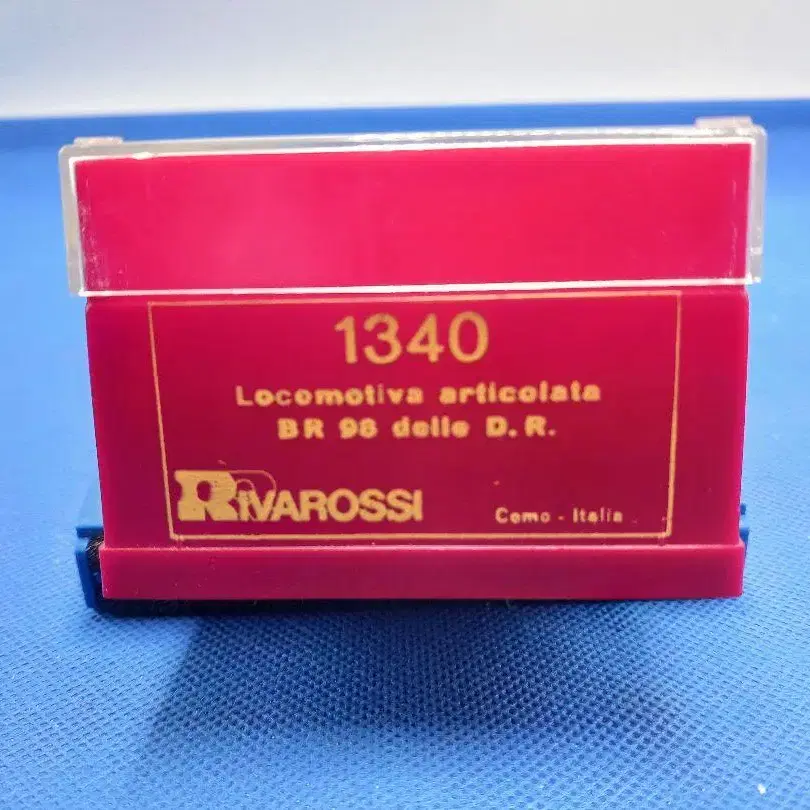 1340
Locomotiva articolata
BR 98 delle D.R.
RIVAROSSI
Como - Italia